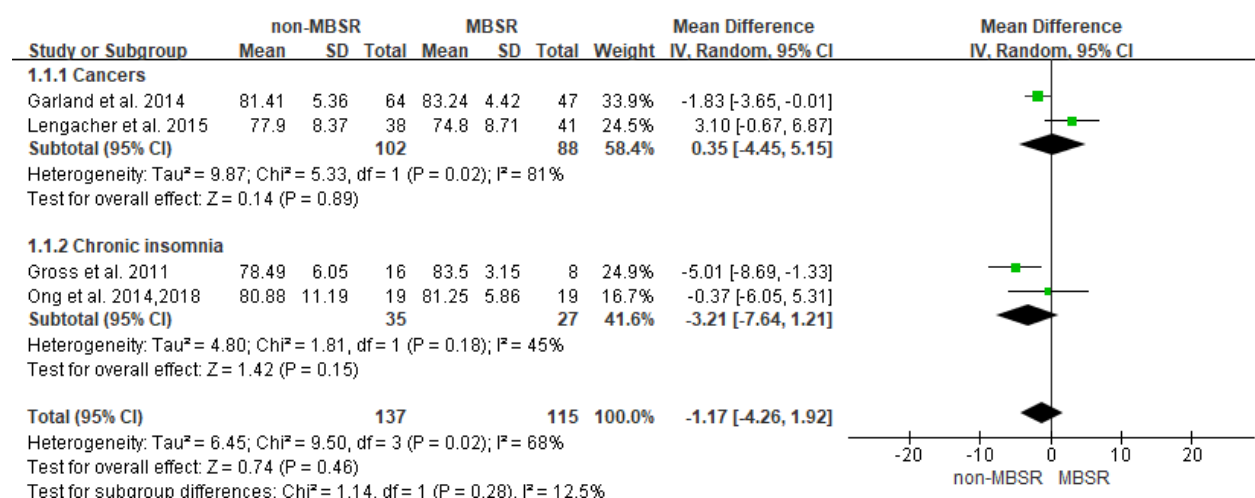 non-MBSR MBSR Mean Difference Mean Difference
Study or Subgroup Mean SD Total Mean SD Total Weight IV, Random, 95% CI IV, Random, 95% CI
1.1.1 Cancers
Garland et al. 2014 81.41 5.36 64 83.24 4.42 47 33.9% -1.83 [-3.65, -0.01]
Lengacher et al. 2015 77.9 8.37 38 74.8 8.71 41 24.5% 3.10 [-0.67, 6.87]
Subtotal (95% CI) 102 88 58.4% 0.35 [-4.45, 5.15]
Heterogeneity: Tau² = 9.87; Chi² = 5.33, df = 1 (P = 0.02); I² = 81%
Test for overall effect: Z = 0.14 (P = 0.89)
1.1.2 Chronic insomnia
Gross et al. 2011 78.49 6.05 16 83.5 3.15 8 24.9% -5.01 [-8.69, -1.33]
Ong et al. 2014,2018 80.88 11.19 19 81.25 5.86 19 16.7% -0.37 [-6.05, 5.31]
Subtotal (95% CI) 35 27 41.6% -3.21 [-7.64, 1.21]
Heterogeneity: Tau² = 4.80; Chi² = 1.81, df = 1 (P = 0.18); I² = 45%
Test for overall effect: Z = 1.42 (P = 0.15)
Total (95% CI) 137 115 100.0% -1.17 [-4.26, 1.92]
Heterogeneity: Tau² = 6.45; Chi² = 9.50, df = 3 (P = 0.02); I² = 68%
Test for overall effect: Z = 0.74 (P = 0.46)
Test for subgroup differences: Chi² = 1.14, df = 1 (P = 0.28), I² = 12.5%
-20 -10 0 10 20
non-MBSR MBSR